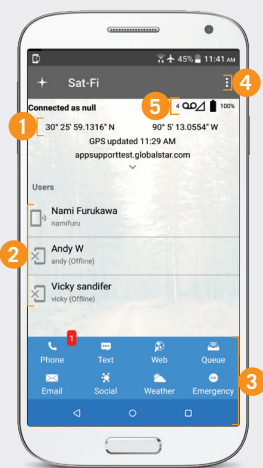 45% 11:41 AM
Sat-Fi
4
5
Connected as null
4 100%
1
30° 25' 59.1316" N 90° 5' 13.0554" W
GPS updated 11:29 AM
appsupporttest.globalstar.com
Users
Nami Furukawa
namifuru
2
Andy W
andy (Offline)
Vicky sandifer
vicky (Offline)
1
Phone Text Web Queue
3
Email Social Weather Emergency